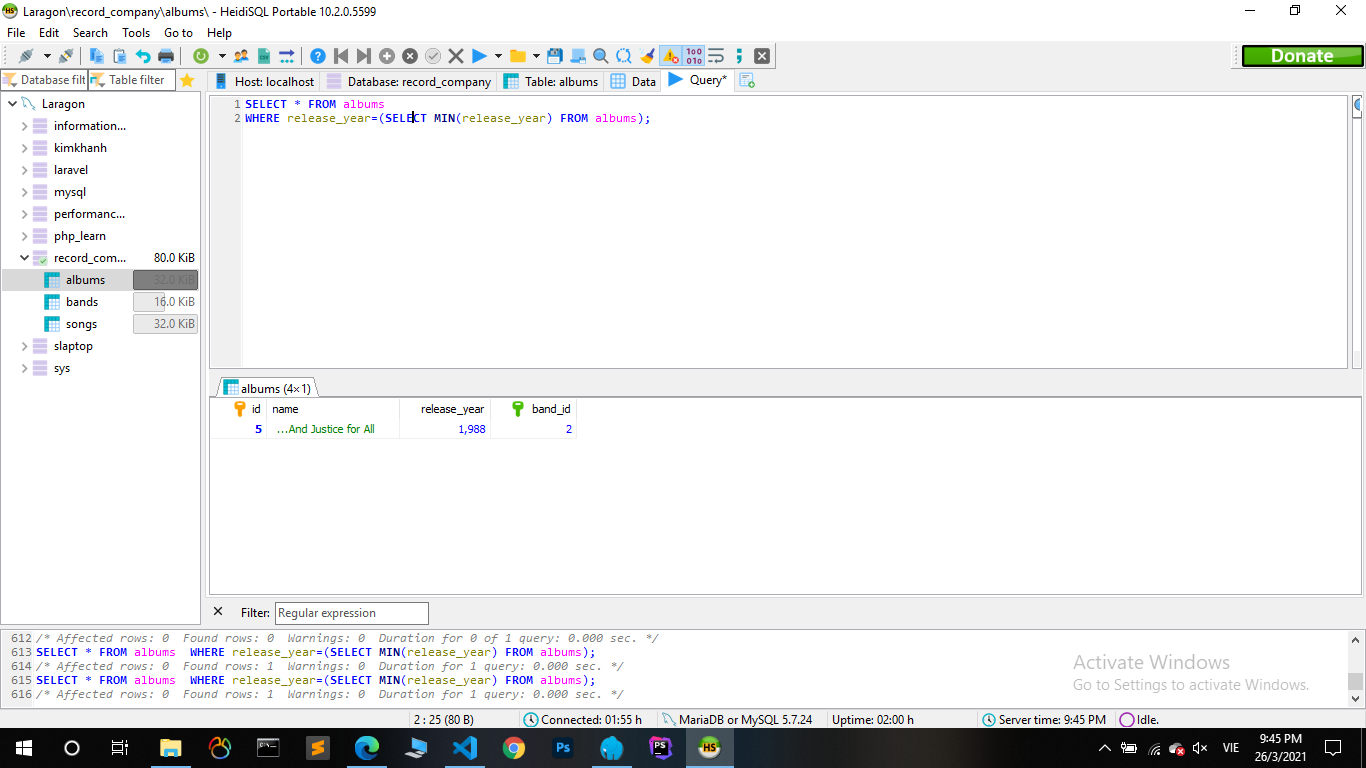 Laragon\record_company\albums\ - HeidiSQL Portable 10.2.0.5599
File Edit Search Tools Go to Help
Donate
Database filt Table filter
Host: localhost Database: record_company Table: albums Data Query*
Laragon
information...
kimkhanh
laravel
mysql
performanc...
php_learn
record_com... 80.0 KiB
albums 32.0 KiB
bands 16.0 KiB
songs 32.0 KiB
slaptop
sys
1 SELECT * FROM albums
2 WHERE release_year=(SELECT MIN(release_year) FROM albums);
albums (4×1)
id name release_year band_id
5 ...And Justice for All 1,988 2
Filter: Regular expression
612 /* Affected rows: 0 Found rows: 0 Warnings: 0 Duration for 0 of 1 query: 0.000 sec. */
613 SELECT * FROM albums WHERE release_year=(SELECT MIN(release_year) FROM albums);
614 /* Affected rows: 0 Found rows: 1 Warnings: 0 Duration for 1 query: 0.000 sec. */
615 SELECT * FROM albums WHERE release_year=(SELECT MIN(release_year) FROM albums);
616 /* Affected rows: 0 Found rows: 1 Warnings: 0 Duration for 1 query: 0.000 sec. */
Activate Windows
Go to Settings to activate Windows.
2 : 25 (80 B) Connected: 01:55 h MariaDB or MySQL 5.7.24 Uptime: 02:00 h Server time: 9:45 PM Idle.
Ps PS HS VIE 9:45 PM
26/3/2021